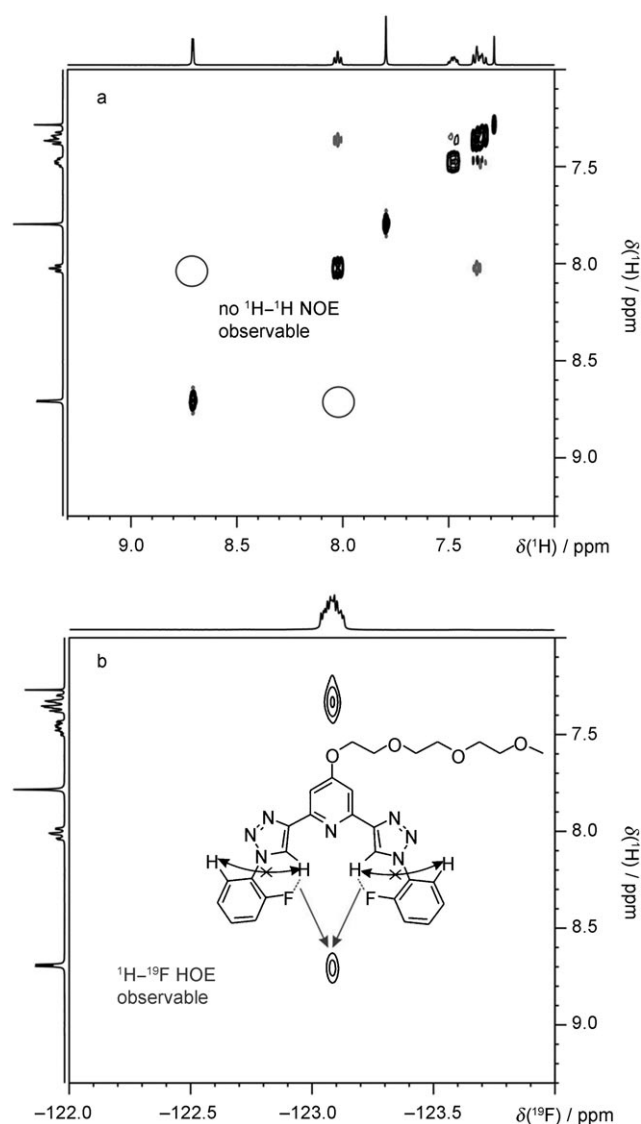 a
7.5
8.0
no ¹H–¹H NOE
observable
8.5
9.0
δ(¹H) / ppm
9.0
8.5
8.0
7.5
δ(¹H) / ppm
b
7.5
O
O
O
O
8.0
N
N
N
N
N
N
N
H
H
H
H
F
F
8.5
¹H–¹⁹F HOE
observable
9.0
δ(¹H) / ppm
–122.0
–122.5
–123.0
–123.5
δ(¹⁹F) / ppm